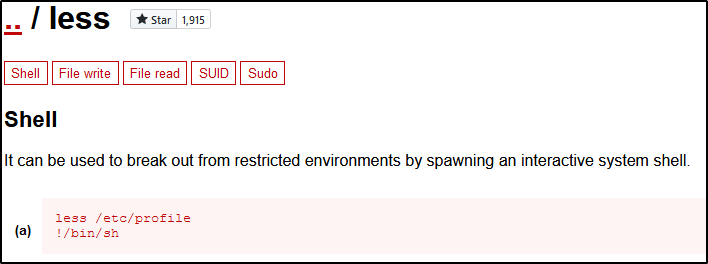 .. / less
Star 1,915
Shell File write File read SUID Sudo
Shell
It can be used to break out from restricted environments by spawning an interactive system shell.
less /etc/profile
(a)
!/bin/sh